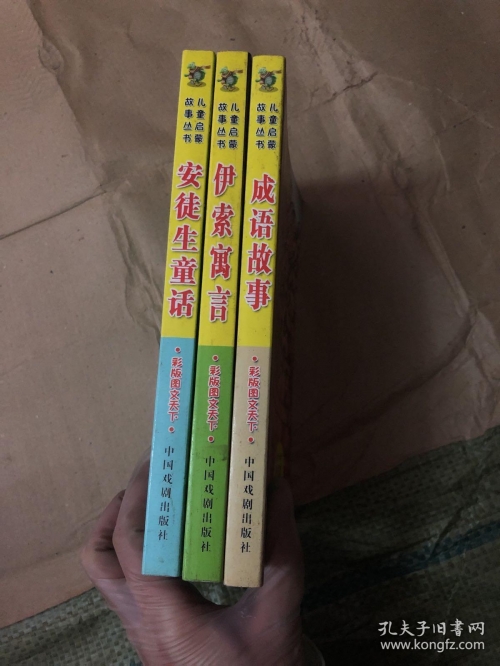 儿童启蒙
故事丛书
安徒生童话
彩版图文天下
中国戏剧出版社
儿童启蒙
故事丛书
伊索寓言
彩版图文天下
中国戏剧出版社
儿童启蒙
故事丛书
成语故事
彩版图文天下
中国戏剧出版社
孔夫子旧书网
www.kongfz.com